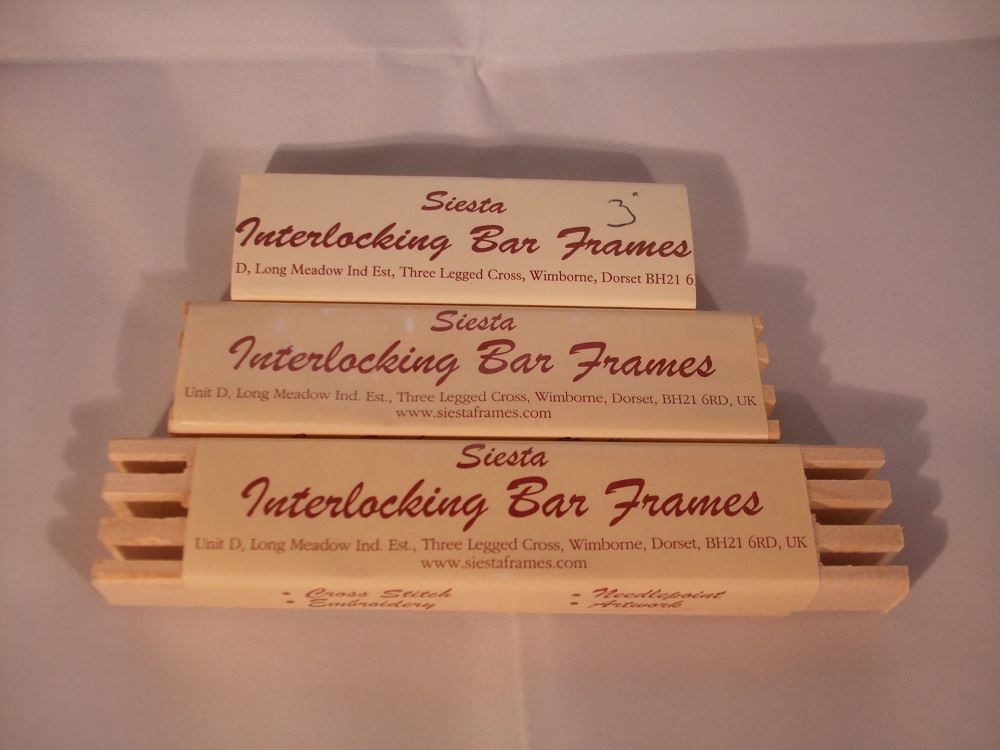 Siesta 3"
Interlocking Bar Frames
D, Long Meadow Ind Est, Three Legged Cross, Wimborne, Dorset BH21 6
Siesta
Interlocking Bar Frames
Unit D, Long Meadow Ind. Est., Three Legged Cross, Wimborne, Dorset, BH21 6RD, UK
www.siestaframes.com
Siesta
Interlocking Bar Frames
Unit D, Long Meadow Ind. Est., Three Legged Cross, Wimborne, Dorset, BH21 6RD, UK
www.siestaframes.com
• Cross Stitch • Needlepoint
• Embroidery • Artwork